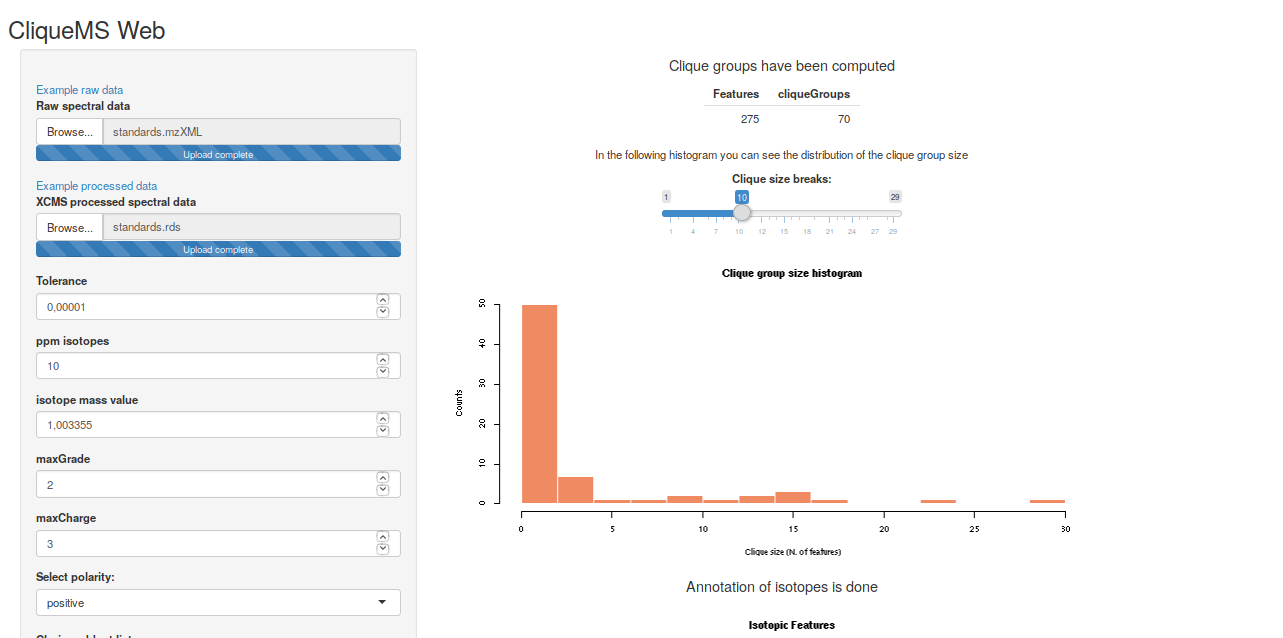 CliqueMS Web
Example raw data
Raw spectral data
Browse... standards.mzXML
Upload complete
Example processed data
XCMS processed spectral data
Browse... standards.rds
Upload complete
Tolerance
0,00001
ppm isotopes
10
isotope mass value
1,003355
maxGrade
2
maxCharge
3
Select polarity:
positive
Clique groups have been computed
Features cliqueGroups
275 70
In the following histogram you can see the distribution of the clique group size
Clique size breaks:
1 10 29
1 4 7 10 12 15 18 21 24 27 29
Clique group size histogram
Counts
50
40
30
20
10
0
0 5 10 15 20 25 30
Clique size (N. of features)
Annotation of isotopes is done
Isotopic Features